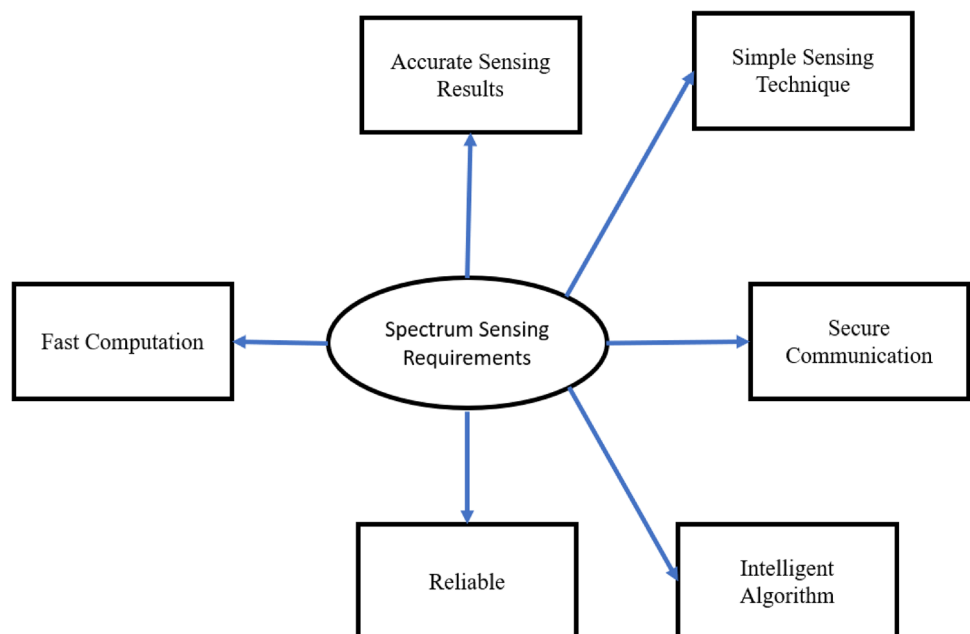 Accurate Sensing
Results
Simple Sensing
Technique
Fast Computation
Spectrum Sensing
Requirements
Secure
Communication
Reliable
Intelligent
Algorithm